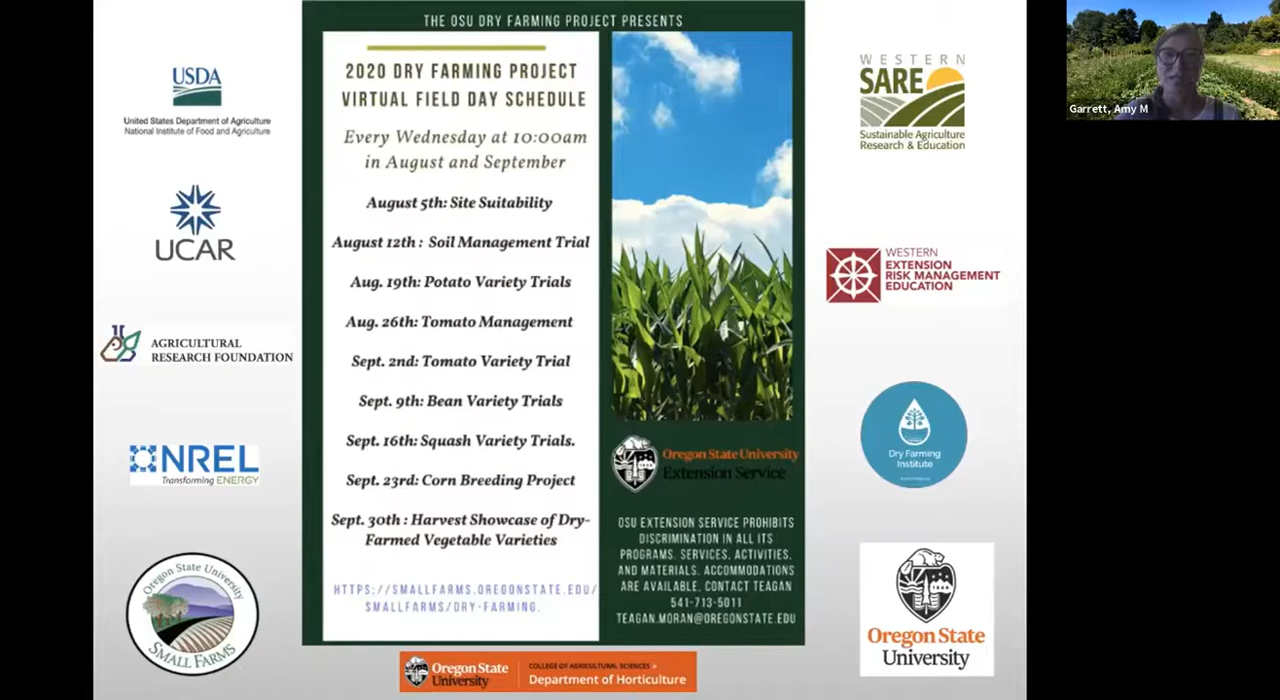 THE OSU DRY FARMING PROJECT PRESENTS
2020 DRY FARMING PROJECT
VIRTUAL FIELD DAY SCHEDULE
Every Wednesday at 10:00am
in August and September
August 5th: Site Suitability
August 12th : Soil Management Trial
Aug. 19th: Potato Variety Trials
Aug. 26th: Tomato Management
Sept. 2nd: Tomato Variety Trial
Sept. 9th: Bean Variety Trials
Sept. 16th: Squash Variety Trials.
Sept. 23rd: Corn Breeding Project
Sept. 30th : Harvest Showcase of Dry-
Farmed Vegetable Varieties
HTTPS://SMALLFARMS.OREGONSTATE.EDU/
SMALLFARMS/DRY-FARMING.
Oregon State University
Extension Service
OSU EXTENSION SERVICE PROHIBITS
DISCRIMINATION IN ALL ITS
PROGRAMS, SERVICES, ACTIVITIES,
AND MATERIALS. ACCOMMODATIONS
ARE AVAILABLE. CONTACT TEAGAN
541-713-5011
TEAGAN.MORAN@OREGONSTATE.EDU
USDA
United States Department of Agriculture
National Institute of Food and Agriculture
UCAR
AGRICULTURAL
RESEARCH FOUNDATION
NREL
Transforming ENERGY
Oregon State University
SMALL FARMS
WESTERN
SARE
Sustainable Agriculture
Research & Education
WESTERN
EXTENSION
RISK MANAGEMENT
EDUCATION
Dry Farming
Institute
Oregon State
University
Oregon State
University
COLLEGE OF AGRICULTURAL SCIENCES
Department of Horticulture
Garrett, Amy M